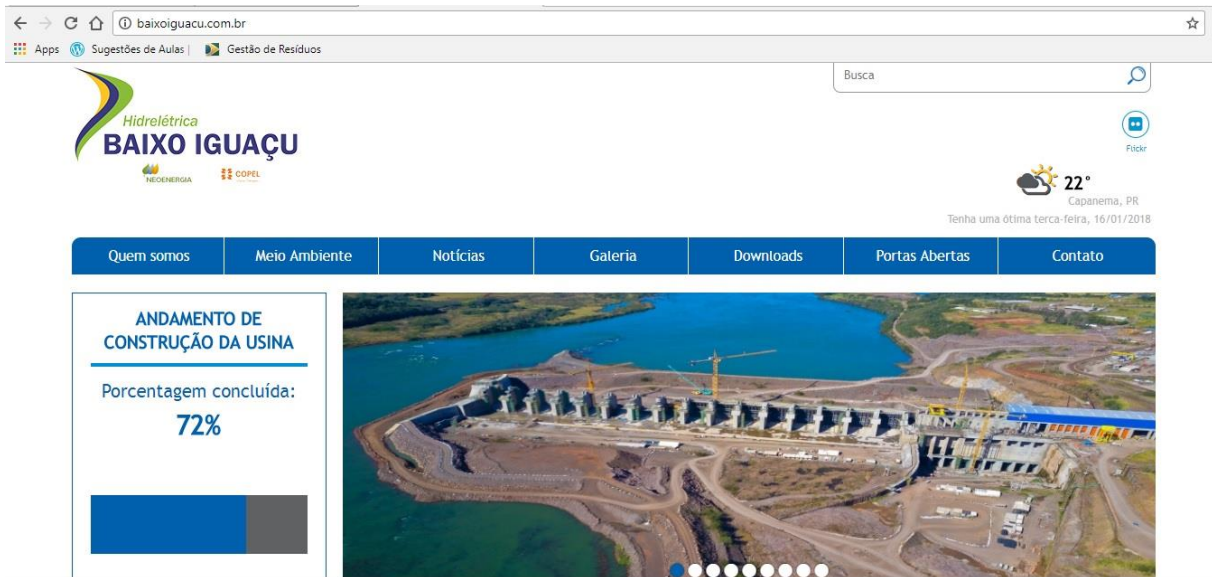 baixoiguacu.com.br
Apps Sugestões de Aulas | Gestão de Resíduos
Busca
Hidrelétrica
BAIXO IGUAÇU
NEOENERGIA COPEL
Flickr
22°
Capanema, PR
Tenha uma ótima terca-feira, 16/01/2018
Quem somos Meio Ambiente Notícias Galeria Downloads Portas Abertas Contato
ANDAMENTO DE
CONSTRUÇÃO DA USINA
Porcentagem concluída:
72%